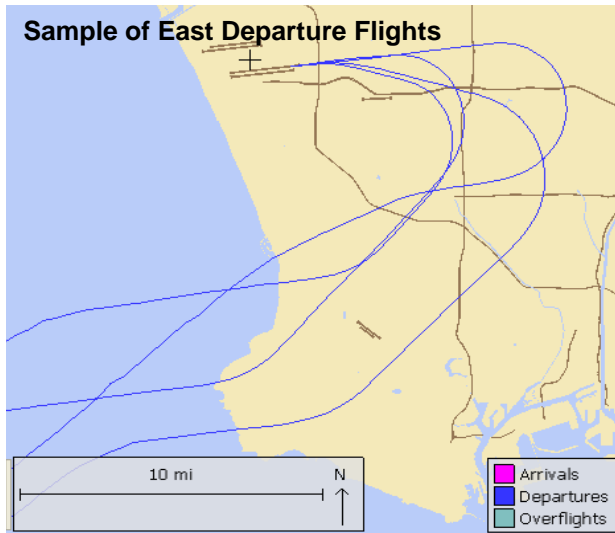 Sample of East Departure Flights
10 mi
N
Arrivals
Departures
Overflights